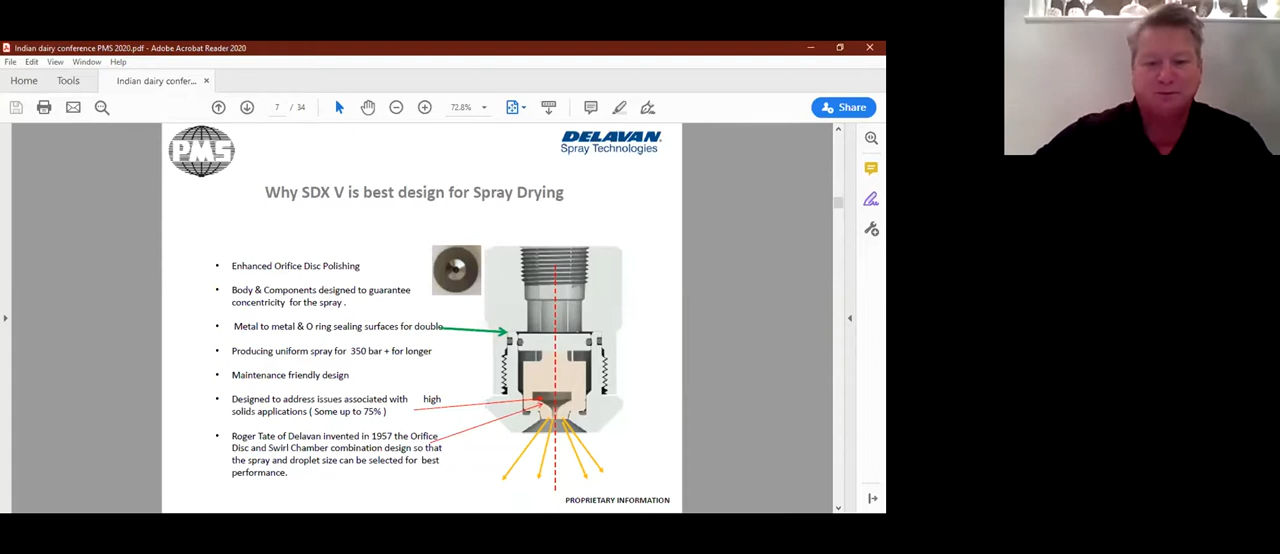 Indian dairy conference PMS 2020.pdf - Adobe Acrobat Reader 2020
File Edit View Window Help
Home Tools Indian dairy confer... ×
7 / 34 72.8% Share
PMS
DELAVAN
Spray Technologies
Why SDX V is best design for Spray Drying
• Enhanced Orifice Disc Polishing
• Body & Components designed to guarantee
concentricity for the spray .
• Metal to metal & O ring sealing surfaces for double
• Producing uniform spray for 350 bar + for longer
• Maintenance friendly design
• Designed to address issues associated with high
solids applications ( Some up to 75% )
• Roger Tate of Delavan invented in 1957 the Orifice
Disc and Swirl Chamber combination design so that
the spray and droplet size can be selected for best
performance.
PROPRIETARY INFORMATION